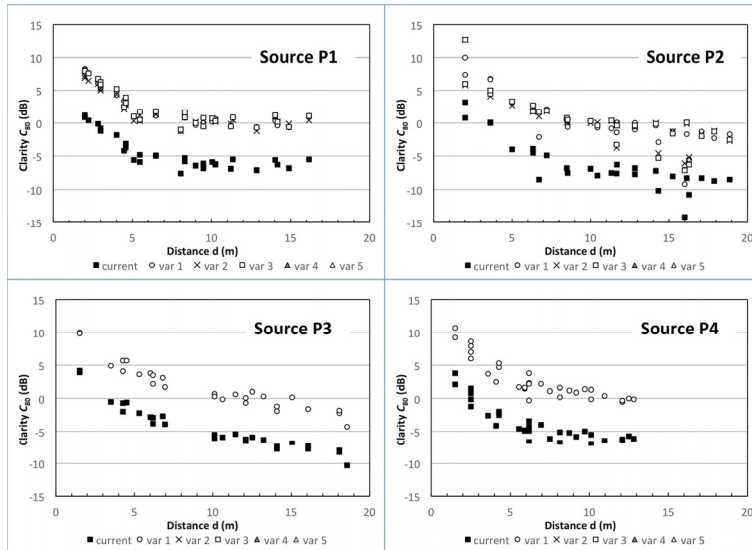 Source P1
Clarity C80 (dB)
15
10
5
0
-5
-10
-15
0 5 10 15 20
Distance d (m)
■ current ○ var 1 × var 2 □ var 3 ▲ var 4 △ var 5
Source P2
Clarity C80 (dB)
15
10
5
0
-5
-10
-15
0 5 10 15 20
Distance d (m)
■ current ○ var 1 × var 2 □ var 3 ▲ var 4 △ var 5
Source P3
Clarity C80 (dB)
15
10
5
0
-5
-10
-15
0 5 10 15 20
Distance d (m)
■ current ○ var 1 × var 2 □ var 3 ▲ var 4 △ var 5
Source P4
Clarity C80 (dB)
15
10
5
0
-5
-10
-15
0 5 10 15 20
Distance d (m)
■ current ○ var 1 × var 2 □ var 3 ▲ var 4 △ var 5